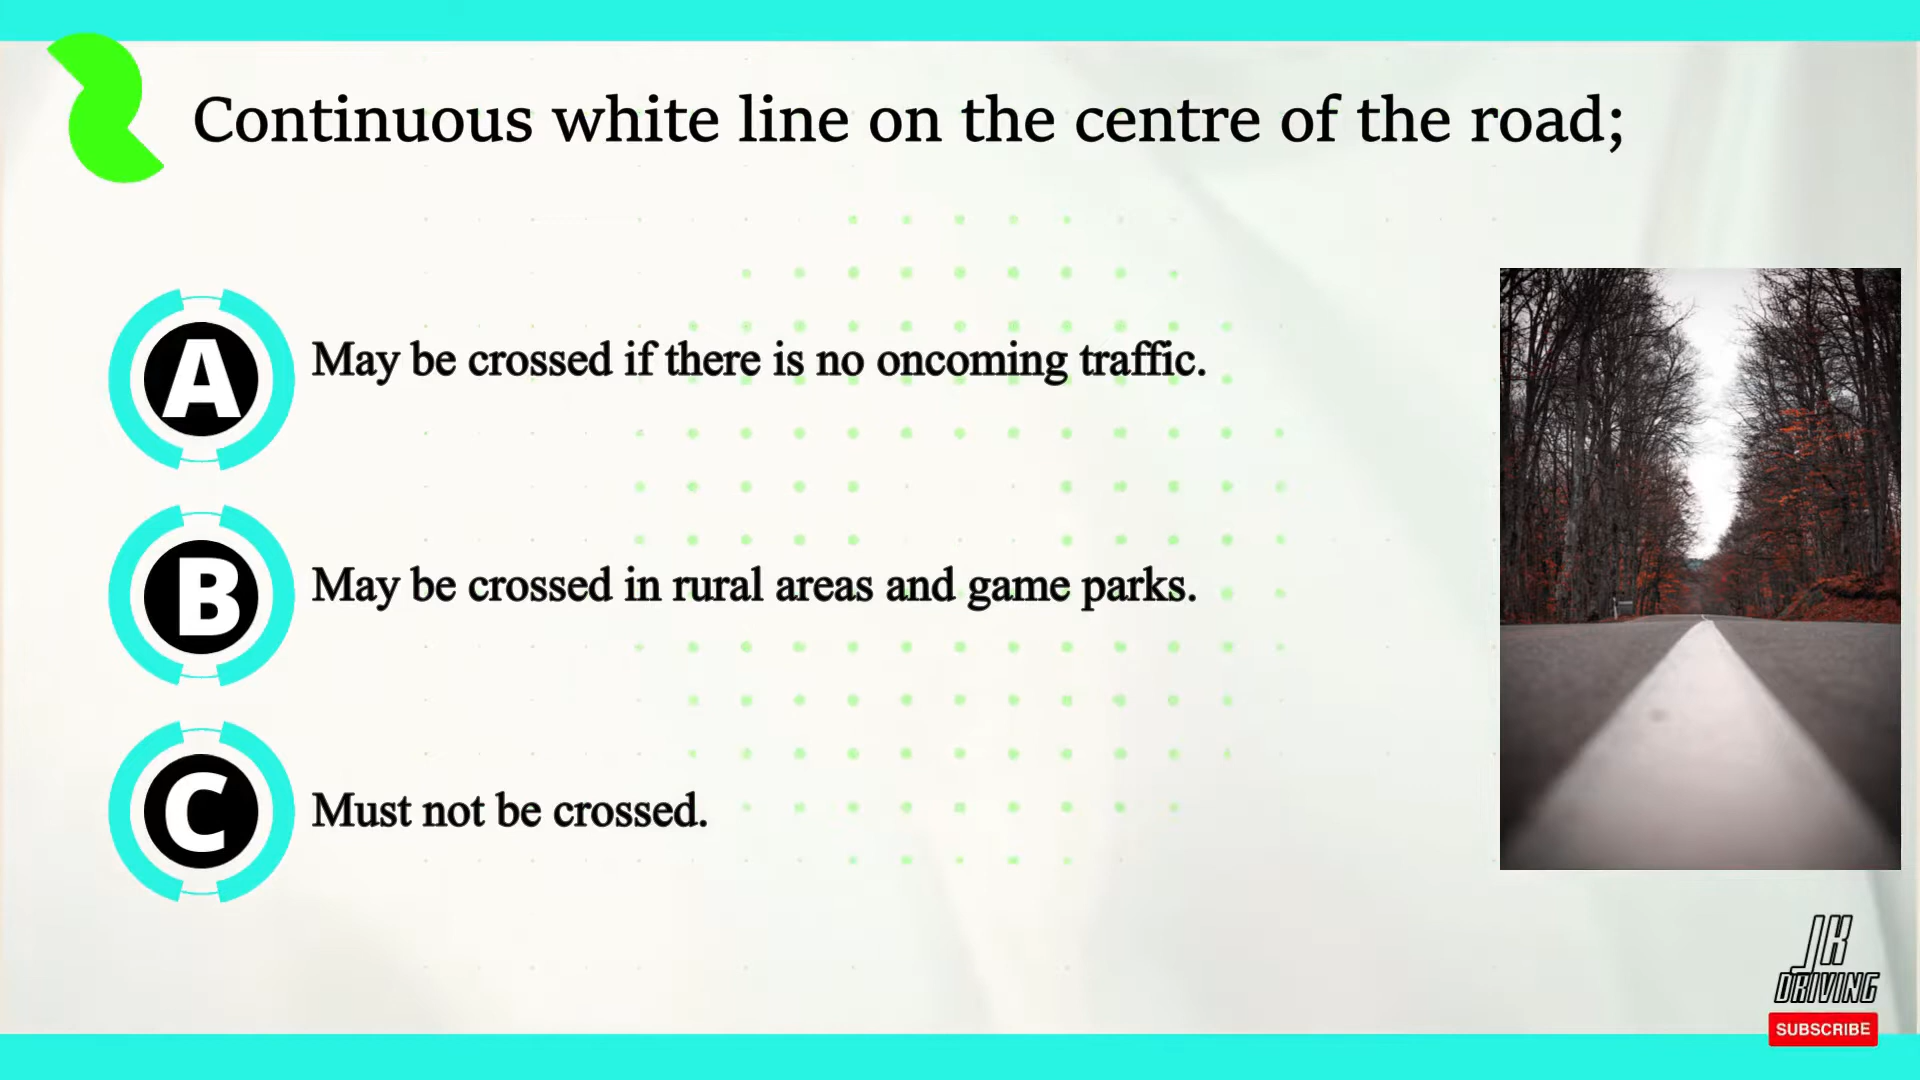 Continuous white line on the centre of the road;
A
May be crossed if there is no oncoming traffic.
B
May be crossed in rural areas and game parks.
C
Must not be crossed.
JK
DRIVING
SUBSCRIBE